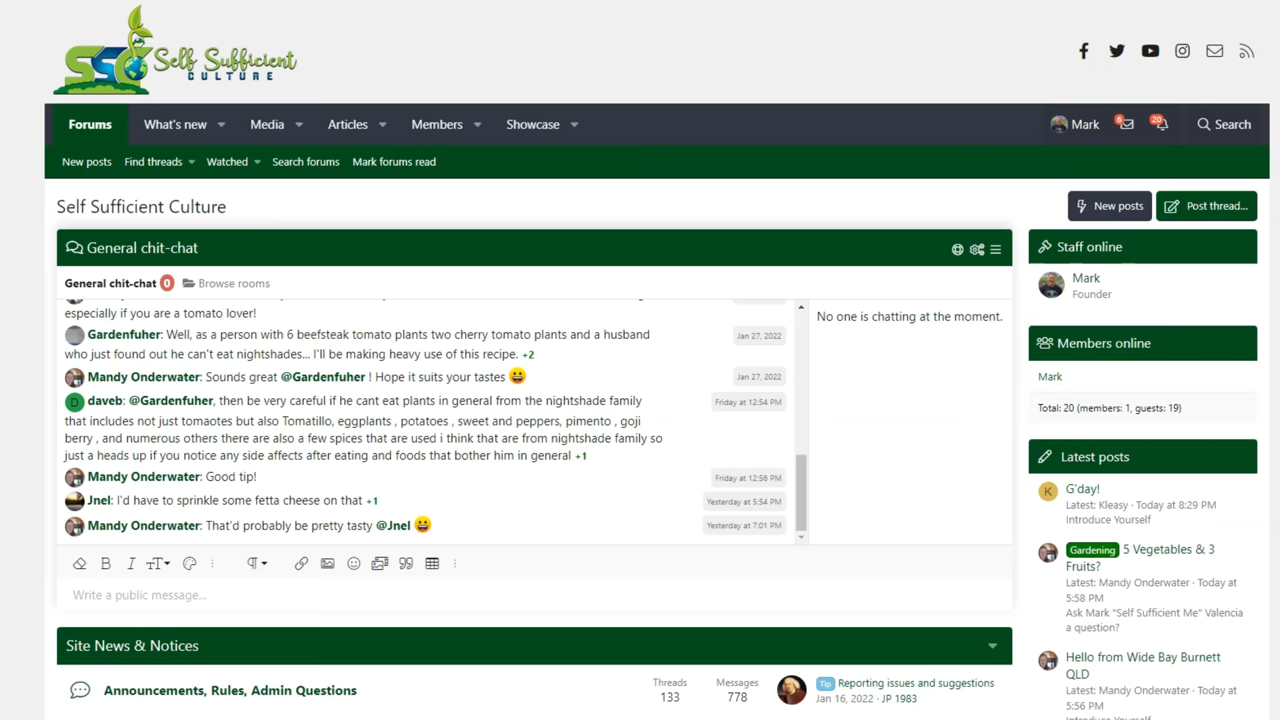 SSC Self Sufficient
CULTURE
Forums What's new Media Articles Members Showcase Mark 6 20 Search
New posts Find threads Watched Search forums Mark forums read
Self Sufficient Culture
New posts Post thread...
General chit-chat
General chit-chat 0 Browse rooms
especially if you are a tomato lover!
Gardenfuher: Well, as a person with 6 beefsteak tomato plants two cherry tomato plants and a husband Jan 27, 2022
who just found out he can't eat nightshades... I'll be making heavy use of this recipe. +2
Mandy Onderwater: Sounds great @Gardenfuher ! Hope it suits your tastes Jan 27, 2022
D daveb: @Gardenfuher, then be very careful if he cant eat plants in general from the nightshade family Friday at 12:54 PM
that includes not just tomaotes but also Tomatillo, eggplants , potatoes , sweet and peppers, pimento , goji
berry , and numerous others there are also a few spices that are used i think that are from nightshade family so
just a heads up if you notice any side affects after eating and foods that bother him in general +1
Mandy Onderwater: Good tip! Friday at 12:56 PM
Jnel: I'd have to sprinkle some fetta cheese on that +1 Yesterday at 5:54 PM
Mandy Onderwater: That'd probably be pretty tasty @Jnel Yesterday at 7:01 PM
No one is chatting at the moment.
Write a public message...
Site News & Notices
Announcements, Rules, Admin Questions
Threads
133
Messages
778
Tip Reporting issues and suggestions
Jan 16, 2022 · JP 1983
Staff online
Mark
Founder
Members online
Mark
Total: 20 (members: 1, guests: 19)
Latest posts
K G'day!
Latest: Kleasy · Today at 8:29 PM
Introduce Yourself
Gardening 5 Vegetables & 3
Fruits?
Latest: Mandy Onderwater · Today at
5:58 PM
Ask Mark "Self Sufficient Me" Valencia
a question?
Hello from Wide Bay Burnett
QLD
Latest: Mandy Onderwater · Today at
5:56 PM
Introduce Yourself